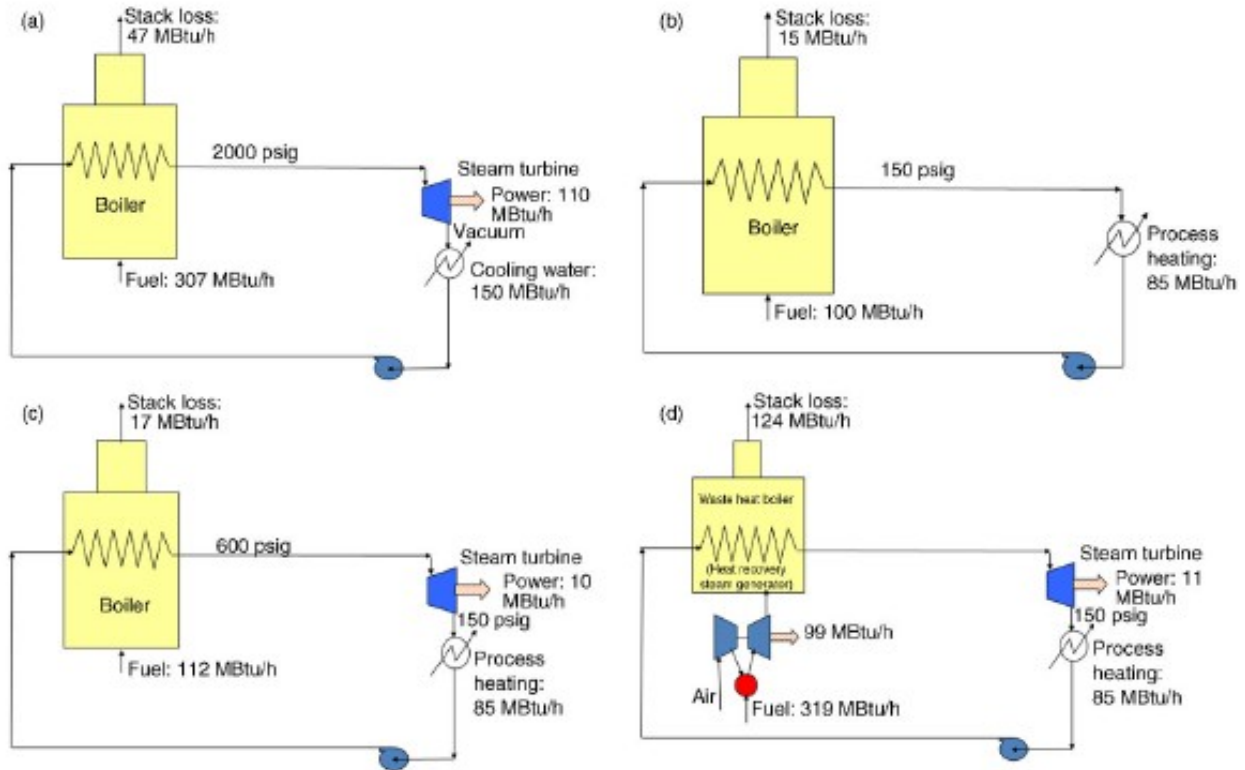 (a)
Stack loss:
47 MBtu/h
2000 psig
Steam turbine
Power: 110
MBtu/h
Boiler
Vacuum
Cooling water:
150 MBtu/h
Fuel: 307 MBtu/h
(b)
Stack loss:
15 MBtu/h
150 psig
Boiler
Process
heating:
85 MBtu/h
Fuel: 100 MBtu/h
(c)
Stack loss:
17 MBtu/h
600 psig
Steam turbine
Power: 10
MBtu/h
Boiler
150 psig
Process
heating:
85 MBtu/h
Fuel: 112 MBtu/h
(d)
Stack loss:
124 MBtu/h
Waste heat boiler
(Heat recovery
steam generator)
Steam turbine
Power: 11
MBtu/h
150 psig
99 MBtu/h
Process
heating:
85 MBtu/h
Air
Fuel: 319 MBtu/h